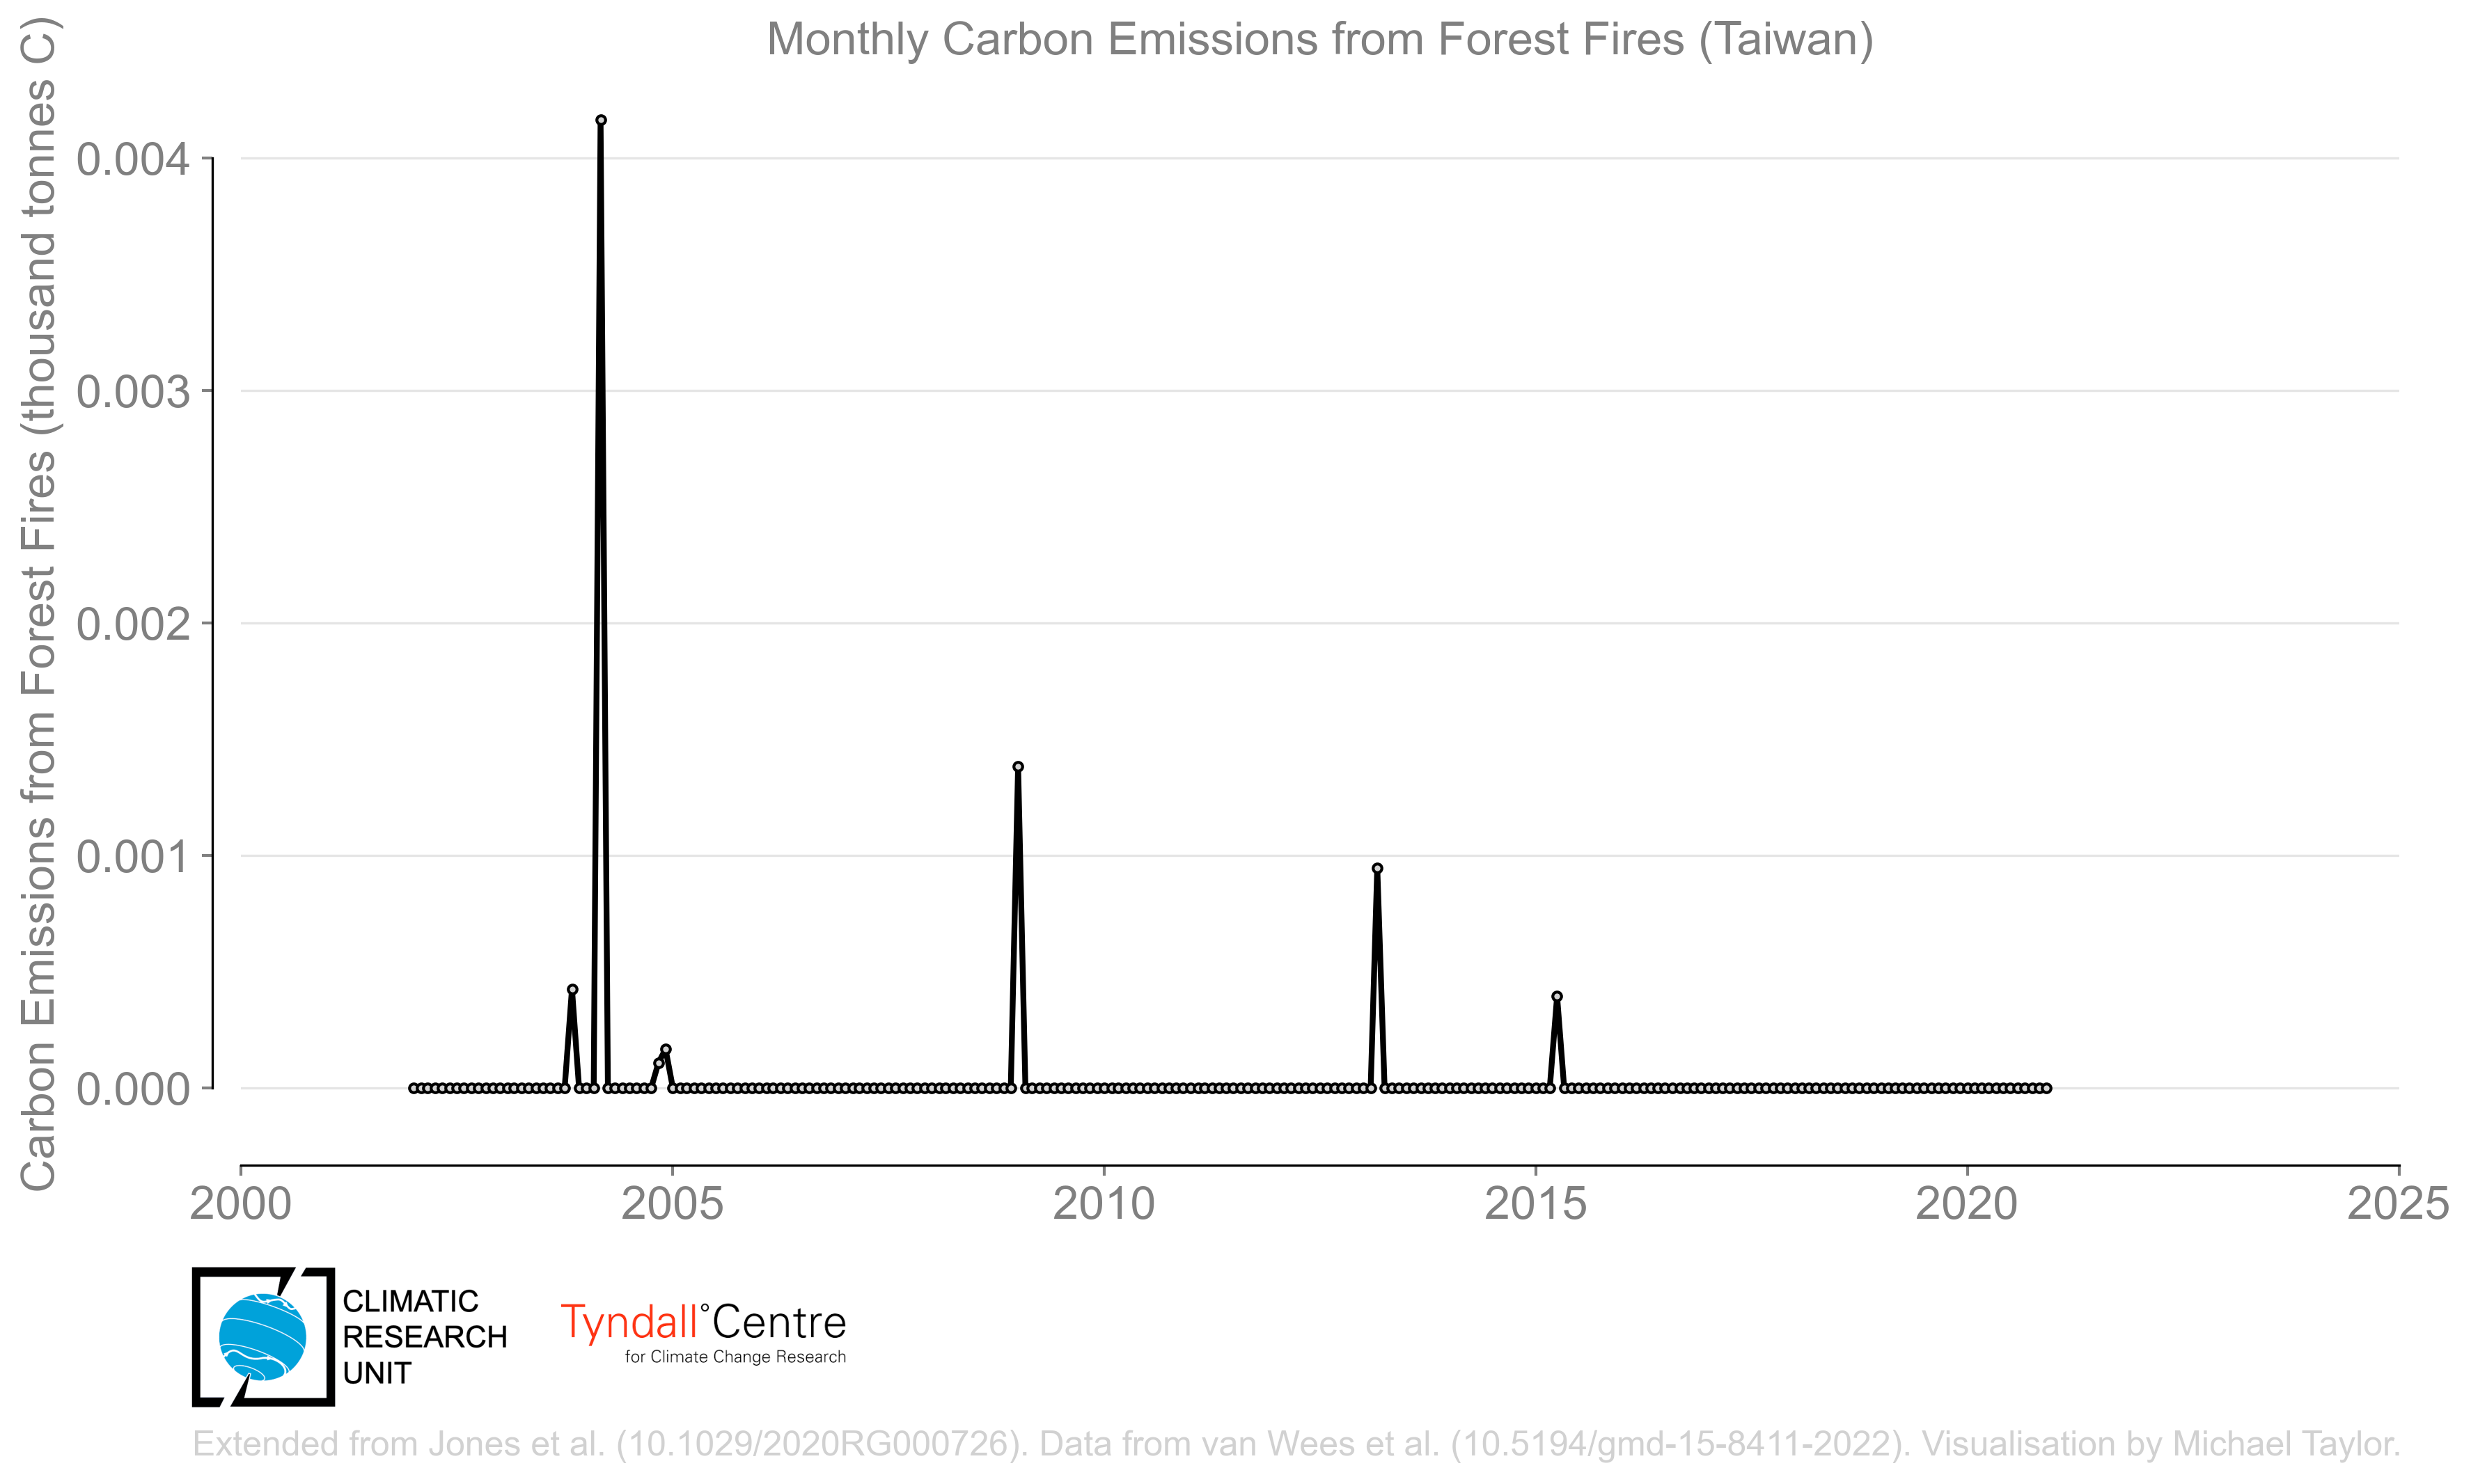 Monthly Carbon Emissions from Forest Fires (Taiwan)
Carbon Emissions from Forest Fires (thousand tonnes C)
0.004
0.003
0.002
0.001
0.000
2000 2005 2010 2015 2020 2025
CLIMATIC
RESEARCH
UNIT
Tyndall°Centre
for Climate Change Research
Extended from Jones et al. (10.1029/2020RG000726). Data from van Wees et al. (10.5194/gmd-15-8411-2022). Visualisation by Michael Taylor.